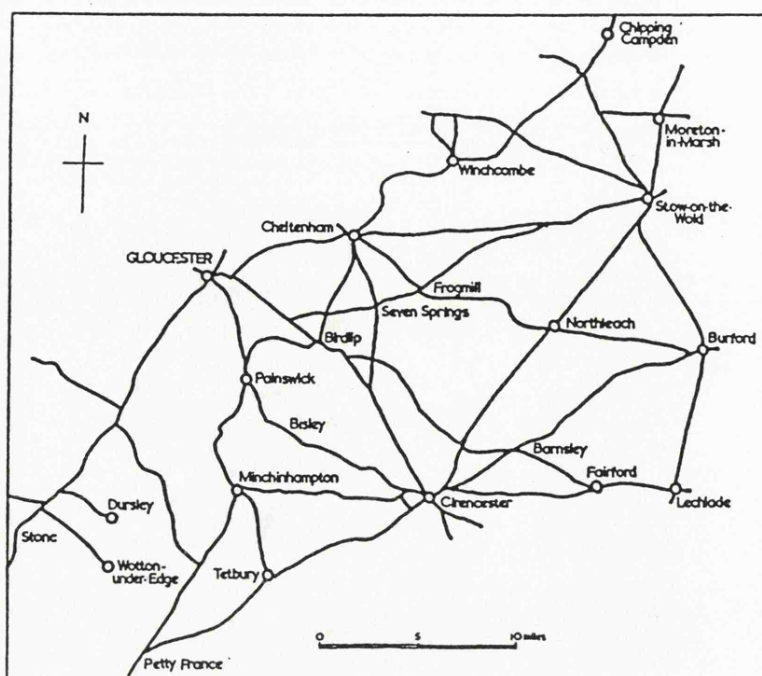 Chipping
Campden
N
Moreton-
in-Marsh
Winchcombe
Stow-on-the-
Wold
Cheltenham
GLOUCESTER
Frogmill
Seven Springs
Northleach
Birdlip
Burford
Painswick
Bisley
Barnsley
Minchinhampton
Fairford
Dursley
Cirencester
Lechlade
Stone
Wotton-
under-Edge
Tetbury
0 5 10 miles
Petty France